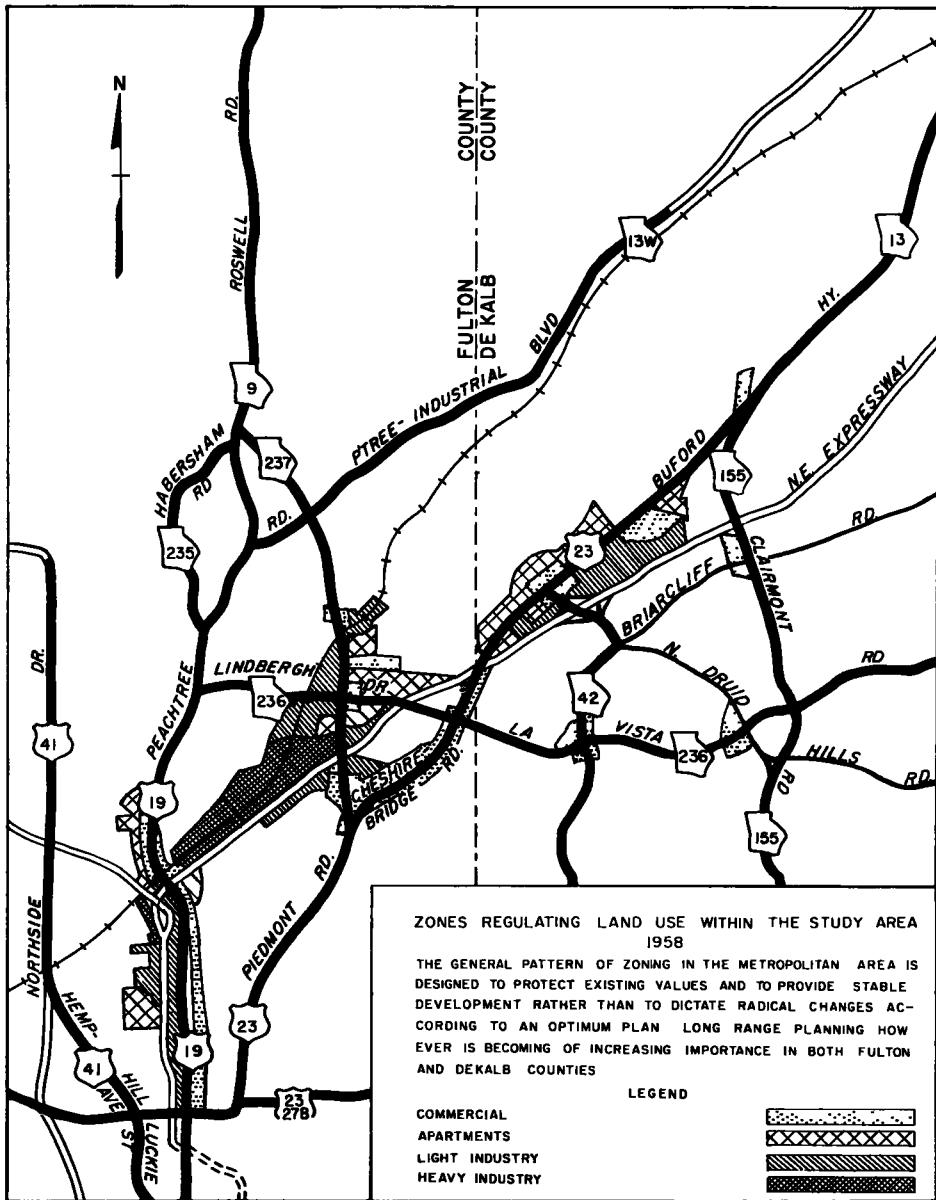 N
RD.
ROSWELL
COUNTY
COUNTY
FULTON
DE KALB
13W
13
HY.
BLVD
P'TREE - INDUSTRIAL
RD.
9
HABERSHAM
RD
237
235
BUFORD
23
155
N.E. EXPRESSWAY
RD.
BRIARCLIFF
CLAIRMONT
N. DRUID
HILLS
RD.
RD
DR.
41
NORTHSIDE
PEACHTREE
LINDBERGH
DR
236
42
LA
VISTA
236
RD
155
CHESHIRE
BRIDGE
RD.
19
PIEDMONT
RD.
23
HEMP-
HILL
AVE
41
19
LUCKIE
ST
23
(278)
ZONES REGULATING LAND USE WITHIN THE STUDY AREA
1958
THE GENERAL PATTERN OF ZONING IN THE METROPOLITAN AREA IS
DESIGNED TO PROTECT EXISTING VALUES AND TO PROVIDE STABLE
DEVELOPMENT RATHER THAN TO DICTATE RADICAL CHANGES AC-
CORDING TO AN OPTIMUM PLAN LONG RANGE PLANNING HOW
EVER IS BECOMING OF INCREASING IMPORTANCE IN BOTH FULTON
AND DEKALB COUNTIES
LEGEND
COMMERCIAL
APARTMENTS
LIGHT INDUSTRY
HEAVY INDUSTRY